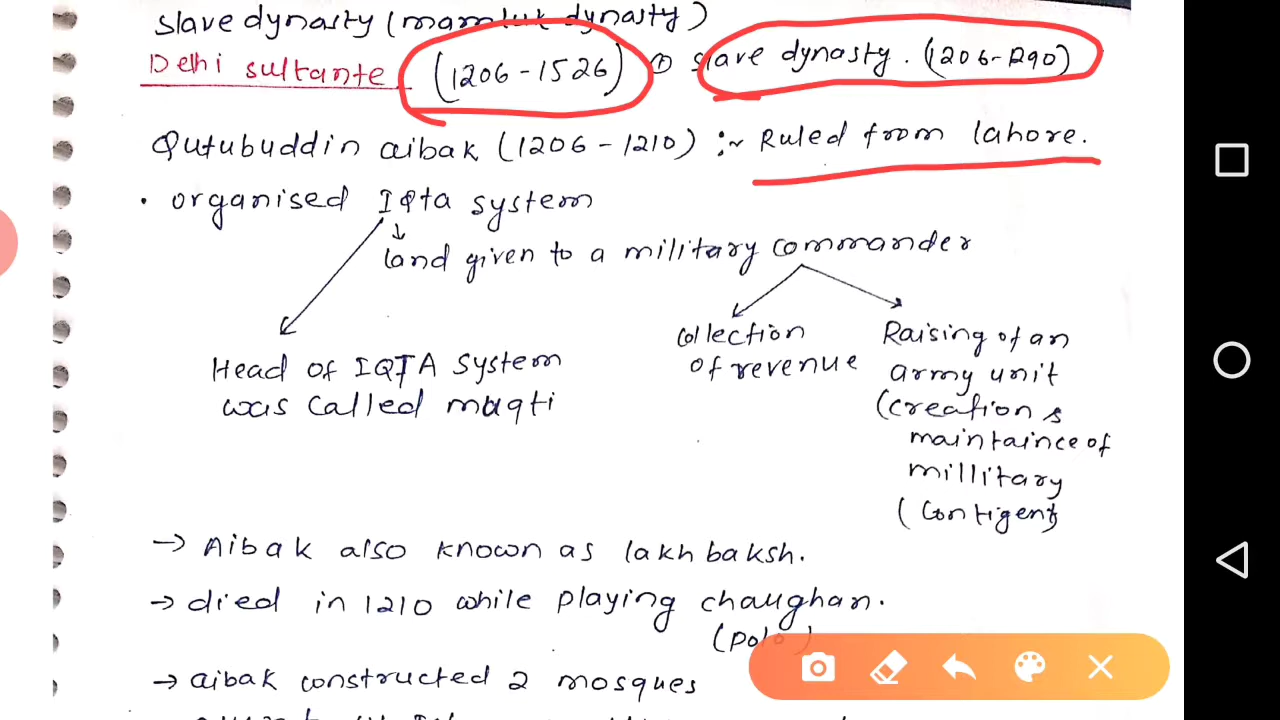 Slave dynasty (mamluk dynasty)
Delhi sultante (1206-1526) ① slave dynasty. (1206-1290)
Qutubuddin aibak (1206-1210) :~ Ruled from lahore.
• organised IQta system
↓
land given to a military commander
collection of revenue
Raising of an army unit
(creation &
maintaince of
millitary
(contigent)
Head of IQTA system
was called muqti
→ Aibak also known as lakh baksh.
→ died in 1210 while playing chaughan.
(polo)
→ aibak constructed 2 mosques